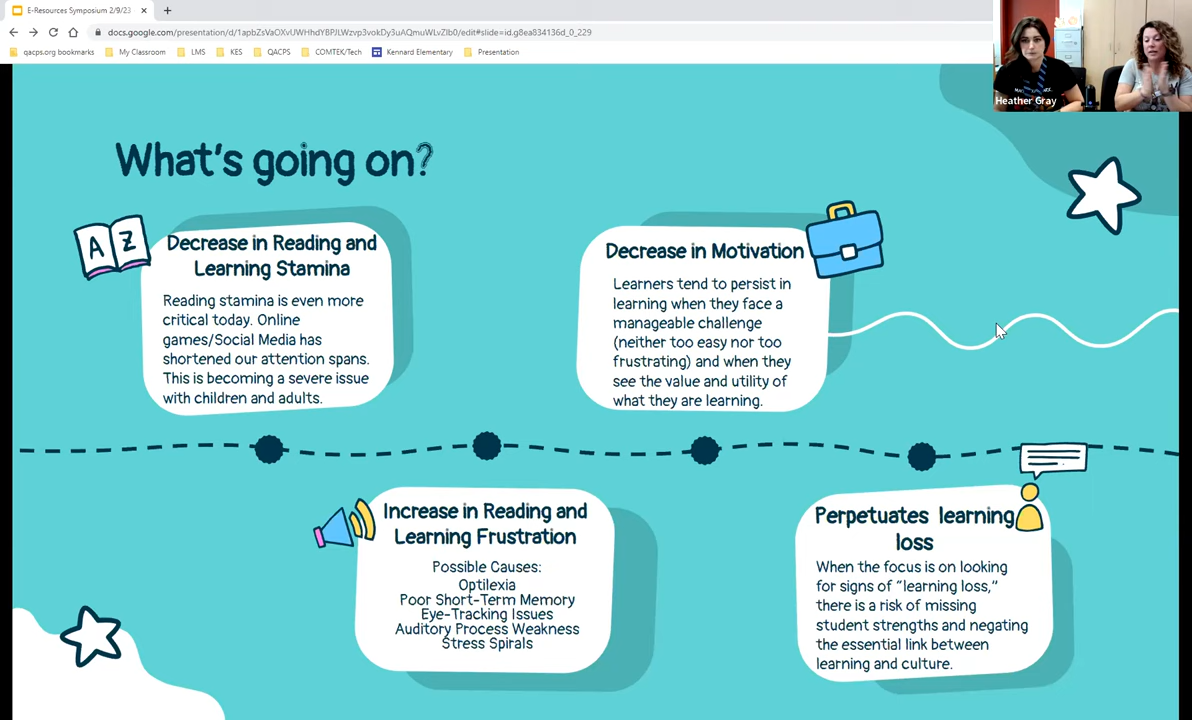 E-Resources Symposium 2/9/23
docs.google.com/presentation/d/1apbZsVaOXvUWHhdYBPJLWzvp3vokDy3uAQmuWLvZlb0/edit#slide=id.g8ea834136d_0_229
qacps.org bookmarks My Classroom LMS KES QACPS COMTEK/Tech Kennard Elementary Presentation
Heather Gray
What's going on?
A Z
Decrease in Reading and
Learning Stamina
Reading stamina is even more
critical today. Online
games/Social Media has
shortened our attention spans.
This is becoming a severe issue
with children and adults.
Increase in Reading and
Learning Frustration
Possible Causes:
Optilexia
Poor Short-Term Memory
Eye-Tracking Issues
Auditory Process Weakness
Stress Spirals
Decrease in Motivation
Learners tend to persist in
learning when they face a
manageable challenge
(neither too easy nor too
frustrating) and when they
see the value and utility of
what they are learning.
Perpetuates learning
loss
When the focus is on looking
for signs of "learning loss,"
there is a risk of missing
student strengths and negating
the essential link between
learning and culture.